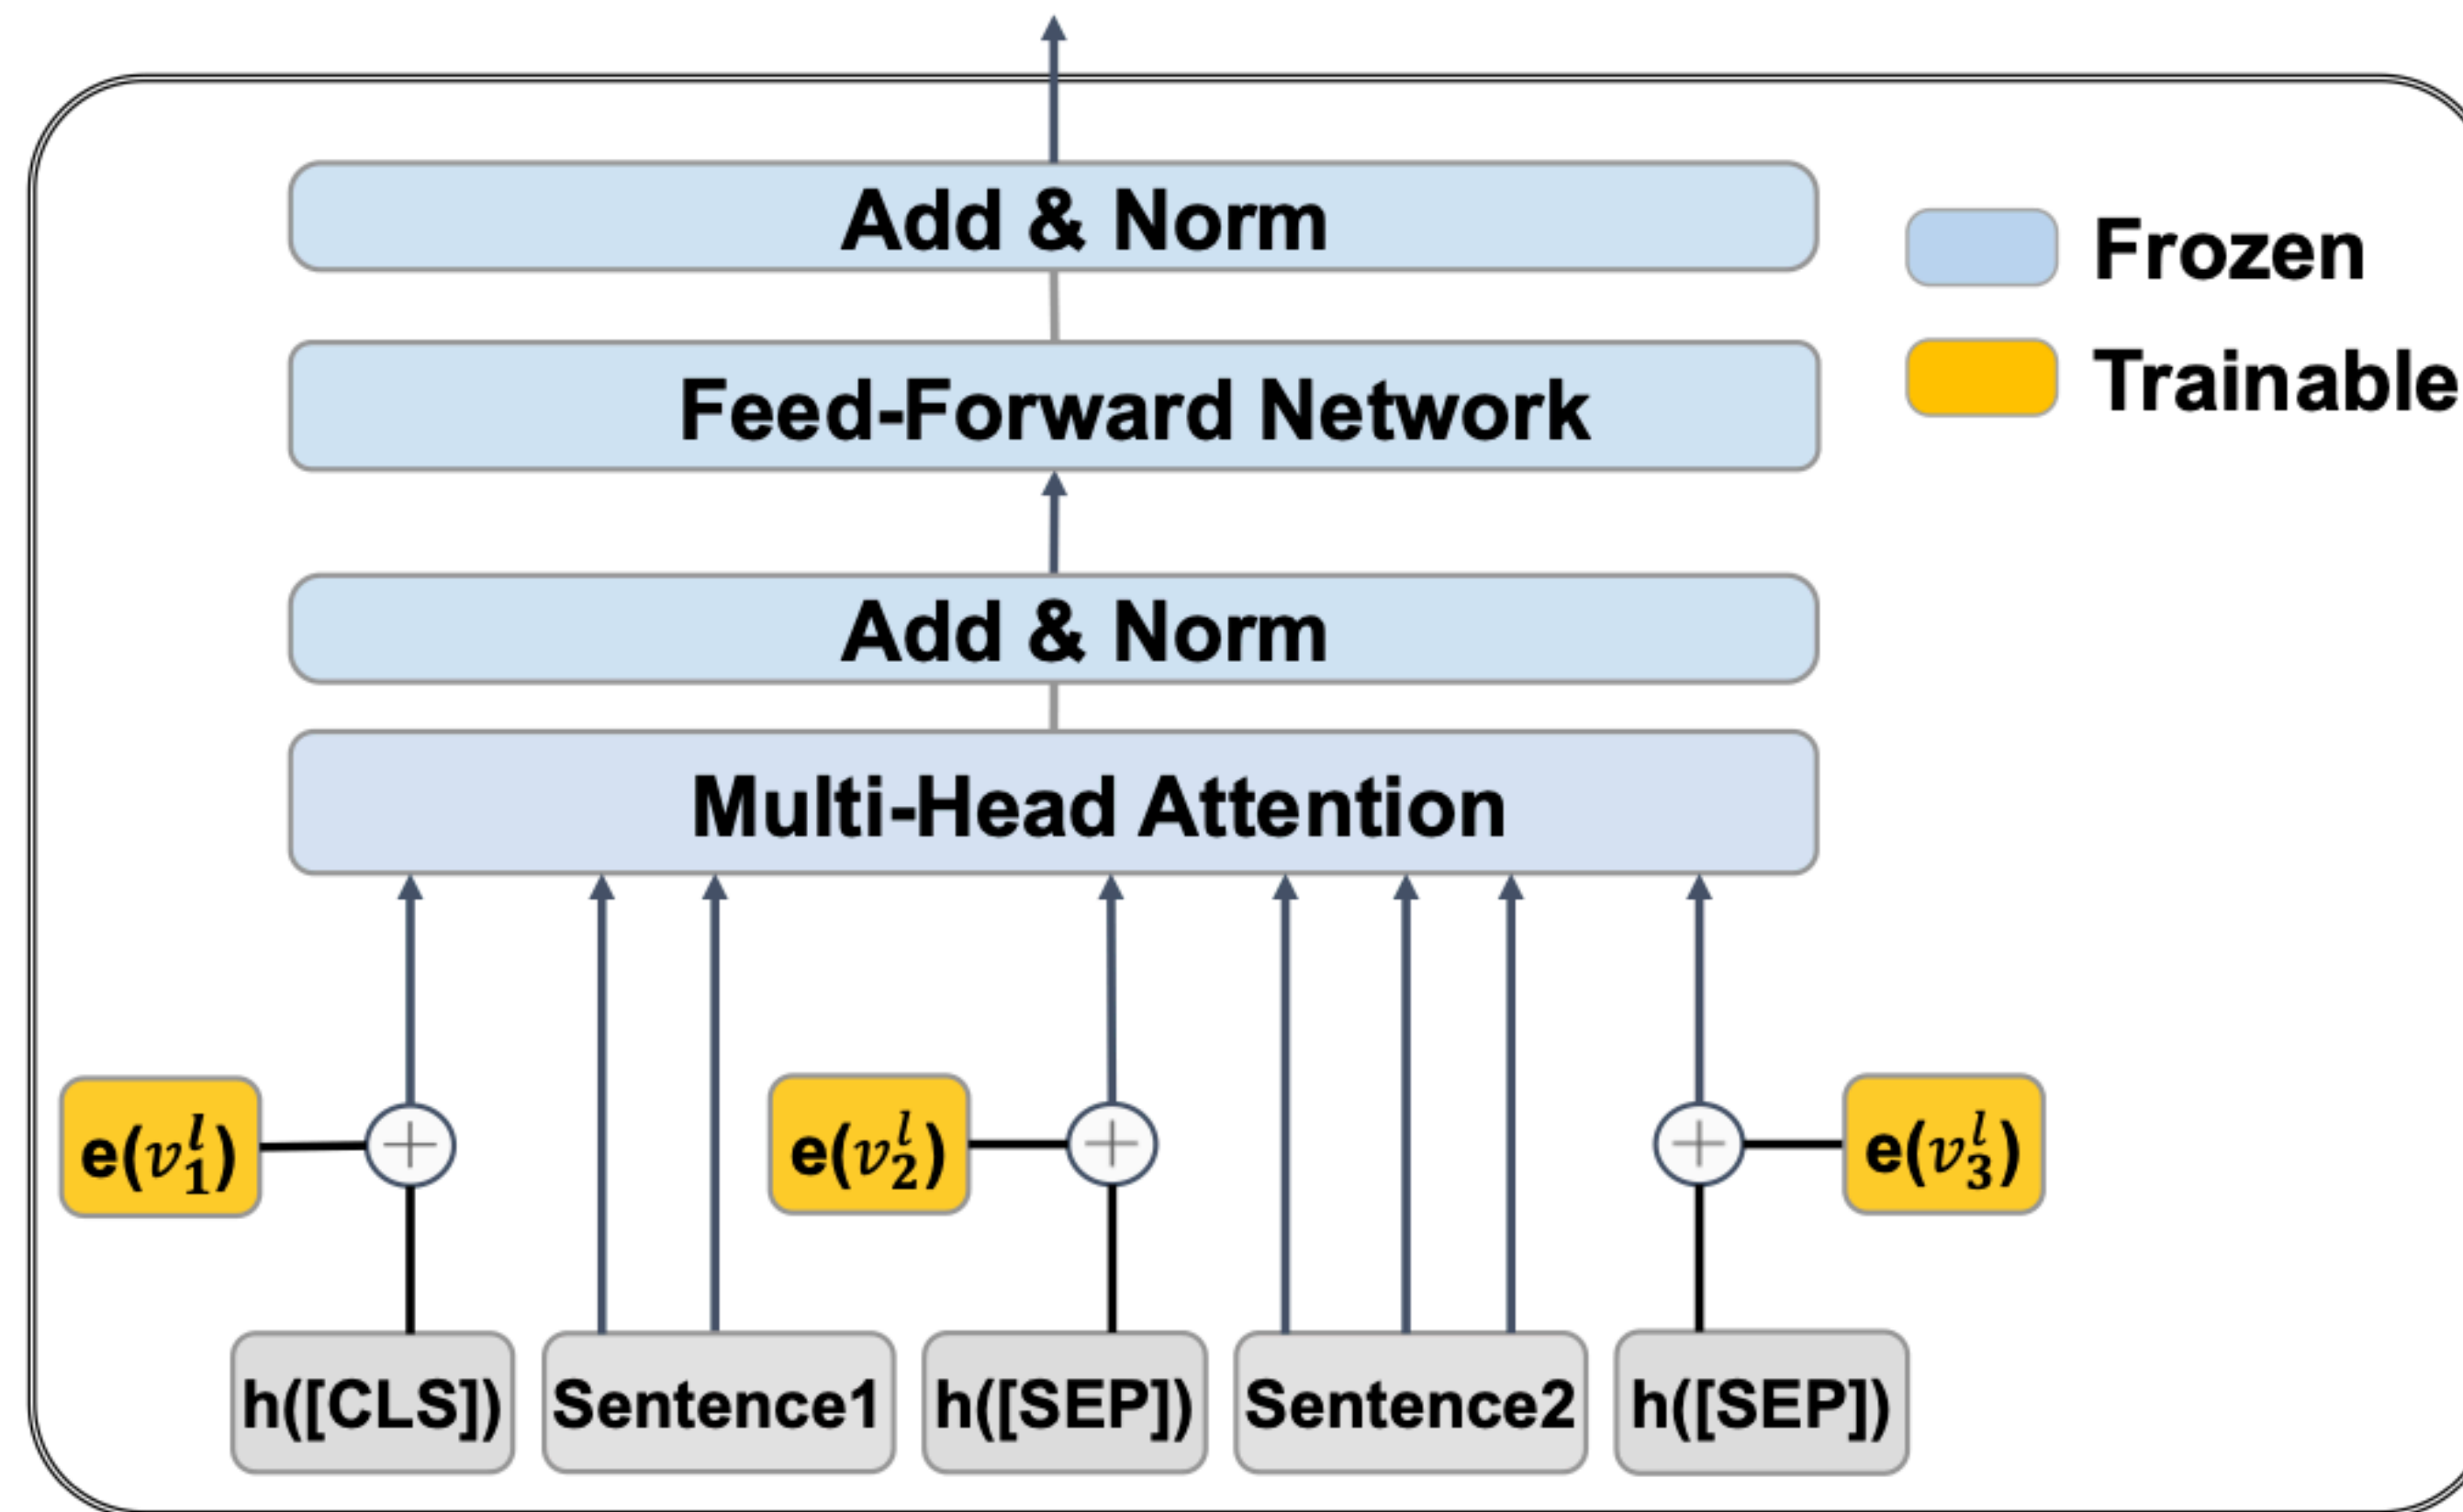 Add & Norm
Frozen
Feed-Forward Network
Trainable
Add & Norm
Multi-Head Attention
e(v₁ˡ)
e(v₂ˡ)
e(v₃ˡ)
h([CLS])
Sentence1
h([SEP])
Sentence2
h([SEP])